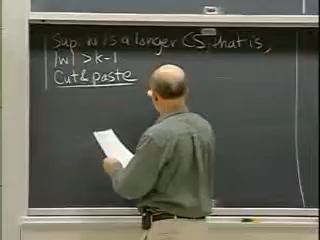 Sup. w is a longer CS, that is,
|w| > k-1
Cut & paste